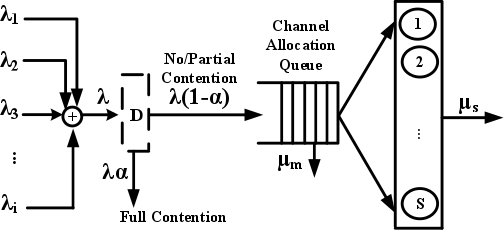 λ1
λ2
λ3
⋮
λi
+
λ
D
No/Partial
Contention
λ(1-α)
λα
Full Contention
Channel
Allocation
Queue
μm
1
2
⋮
S
μs